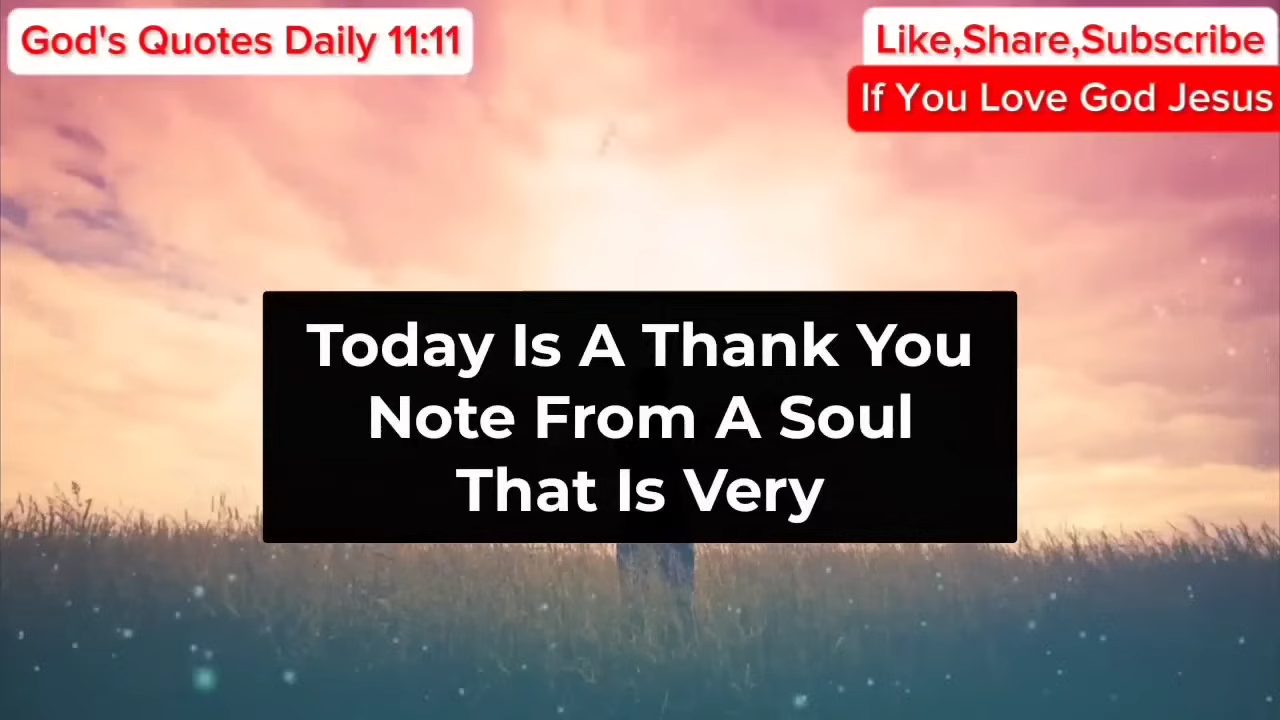 God's Quotes Daily 11:11
Like,Share,Subscribe
If You Love God Jesus
Today Is A Thank You
Note From A Soul
That Is Very